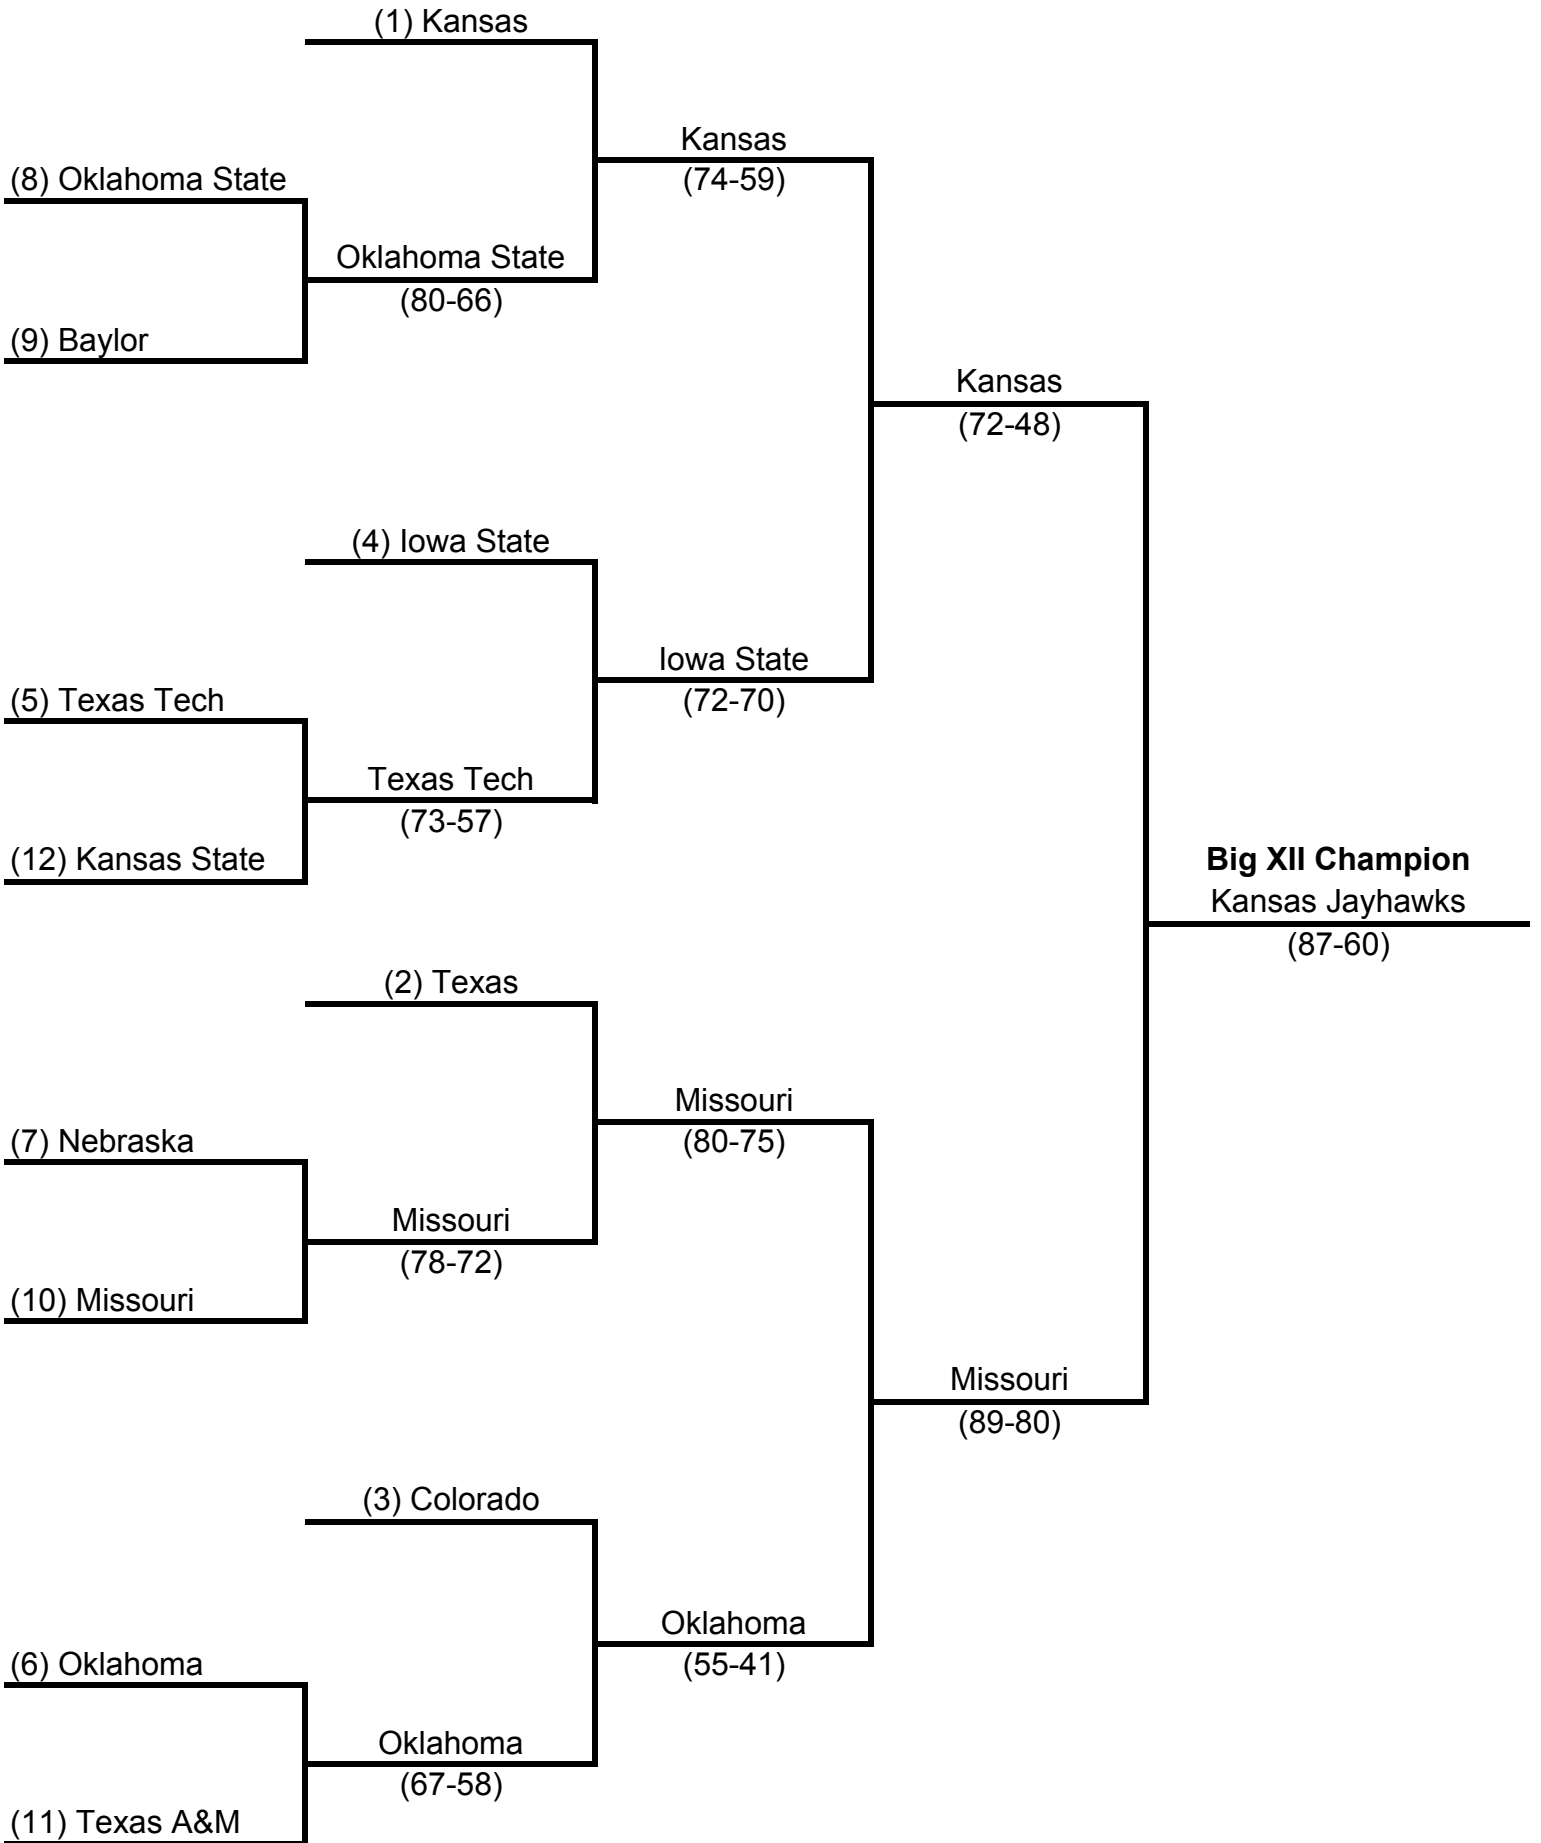 (1) Kansas
Kansas
(74-59)
(8) Oklahoma State
Oklahoma State
(80-66)
(9) Baylor
Kansas
(72-48)
(4) Iowa State
Iowa State
(72-70)
(5) Texas Tech
Texas Tech
(73-57)
(12) Kansas State
Big XII Champion
Kansas Jayhawks
(87-60)
(2) Texas
Missouri
(80-75)
(7) Nebraska
Missouri
(78-72)
(10) Missouri
Missouri
(89-80)
(3) Colorado
Oklahoma
(55-41)
(6) Oklahoma
Oklahoma
(67-58)
(11) Texas A&M